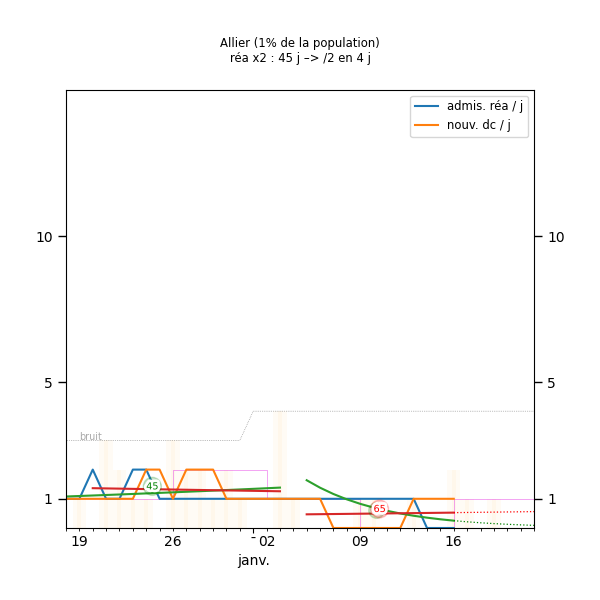 Allier (1% de la population)
réa x2 : 45 j –> /2 en 4 j
admis. réa / j
nouv. dc / j
10
10
5
5
bruit
45
65
1
1
19
26
02
09
16
janv.